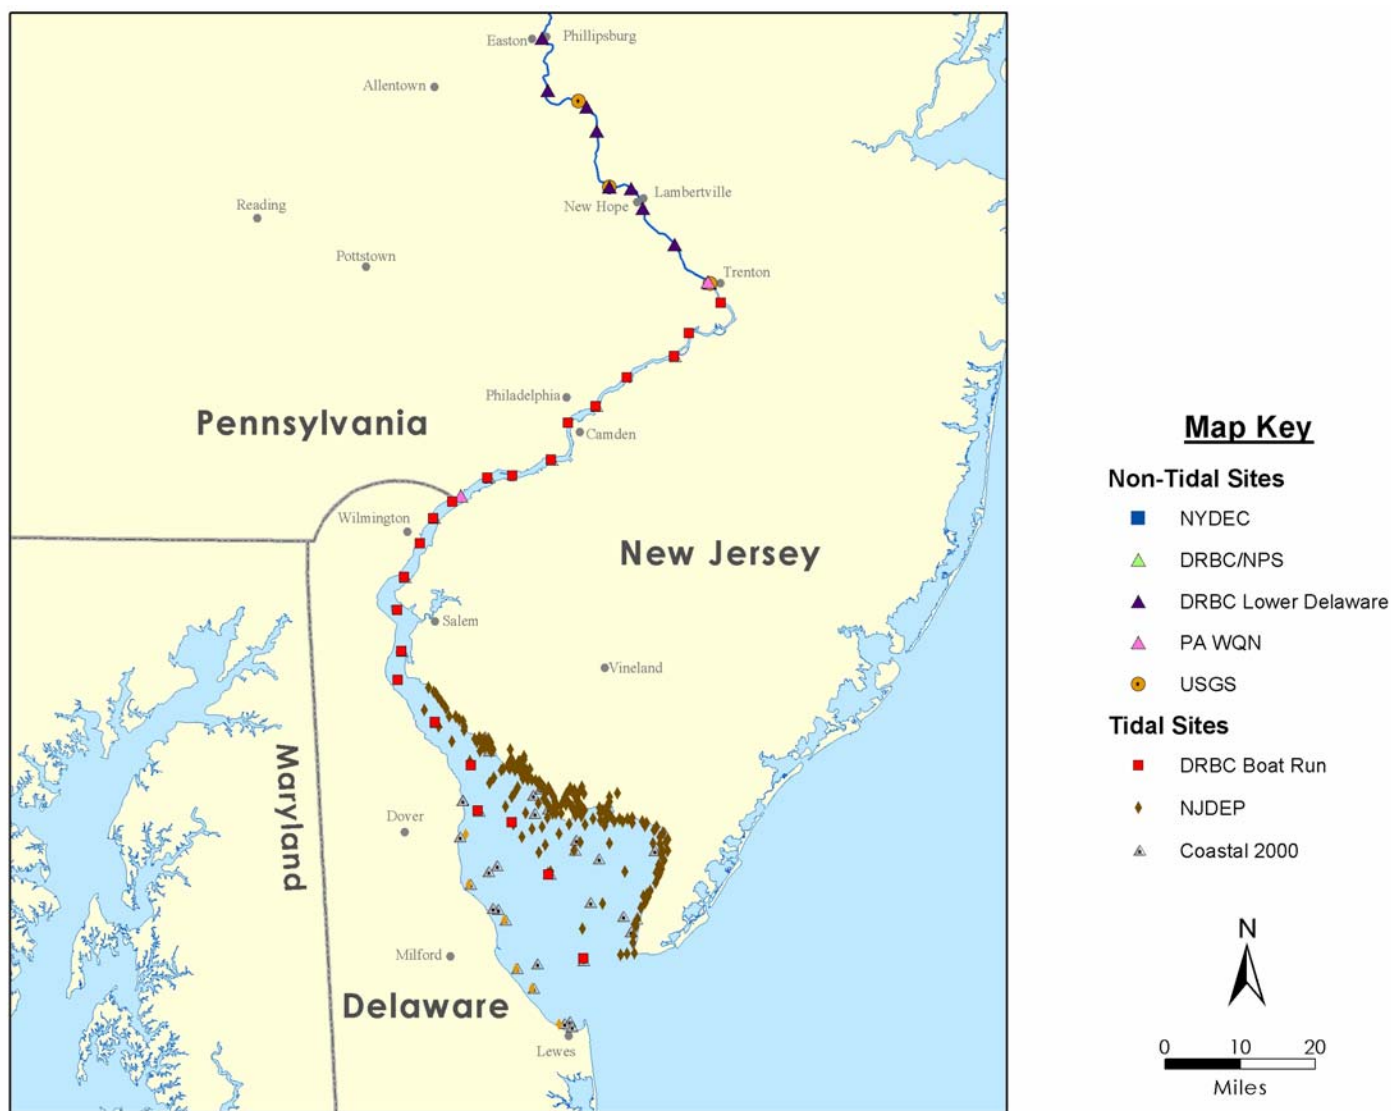 Easton
Phillipsburg
Allentown
Lambertville
New Hope
Reading
Pottstown
Trenton
Philadelphia
Camden
Pennsylvania
Wilmington
New Jersey
Salem
Vineland
Maryland
Dover
Milford
Delaware
Lewes
Map Key
Non-Tidal Sites
NYDEC
DRBC/NPS
DRBC Lower Delaware
PA WQN
USGS
Tidal Sites
DRBC Boat Run
NJDEP
Coastal 2000
N
0 10 20
Miles